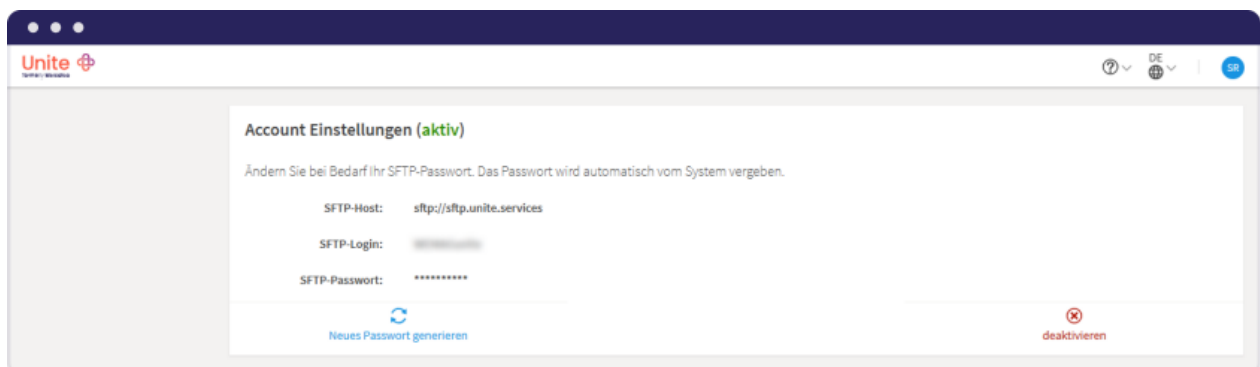 Unite
DE
SR
Account Einstellungen (aktiv)
Ändern Sie bei Bedarf Ihr SFTP-Passwort. Das Passwort wird automatisch vom System vergeben.
SFTP-Host: sftp://sftp.unite.services
SFTP-Login:
SFTP-Passwort: **********
Neues Passwort generieren
deaktivieren